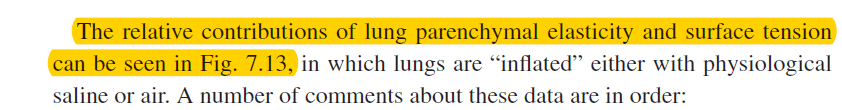 The relative contributions of lung parenchymal elasticity and surface tension
can be seen in Fig. 7.13, in which lungs are “inflated” either with physiological
saline or air. A number of comments about these data are in order: